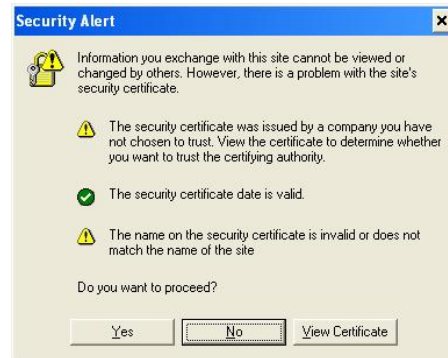 Security Alert
Information you exchange with this site cannot be viewed or
changed by others. However, there is a problem with the site's
security certificate.
The security certificate was issued by a company you have
not chosen to trust. View the certificate to determine whether
you want to trust the certifying authority.
The security certificate date is valid.
The name on the security certificate is invalid or does not
match the name of the site
Do you want to proceed?
Yes No View Certificate